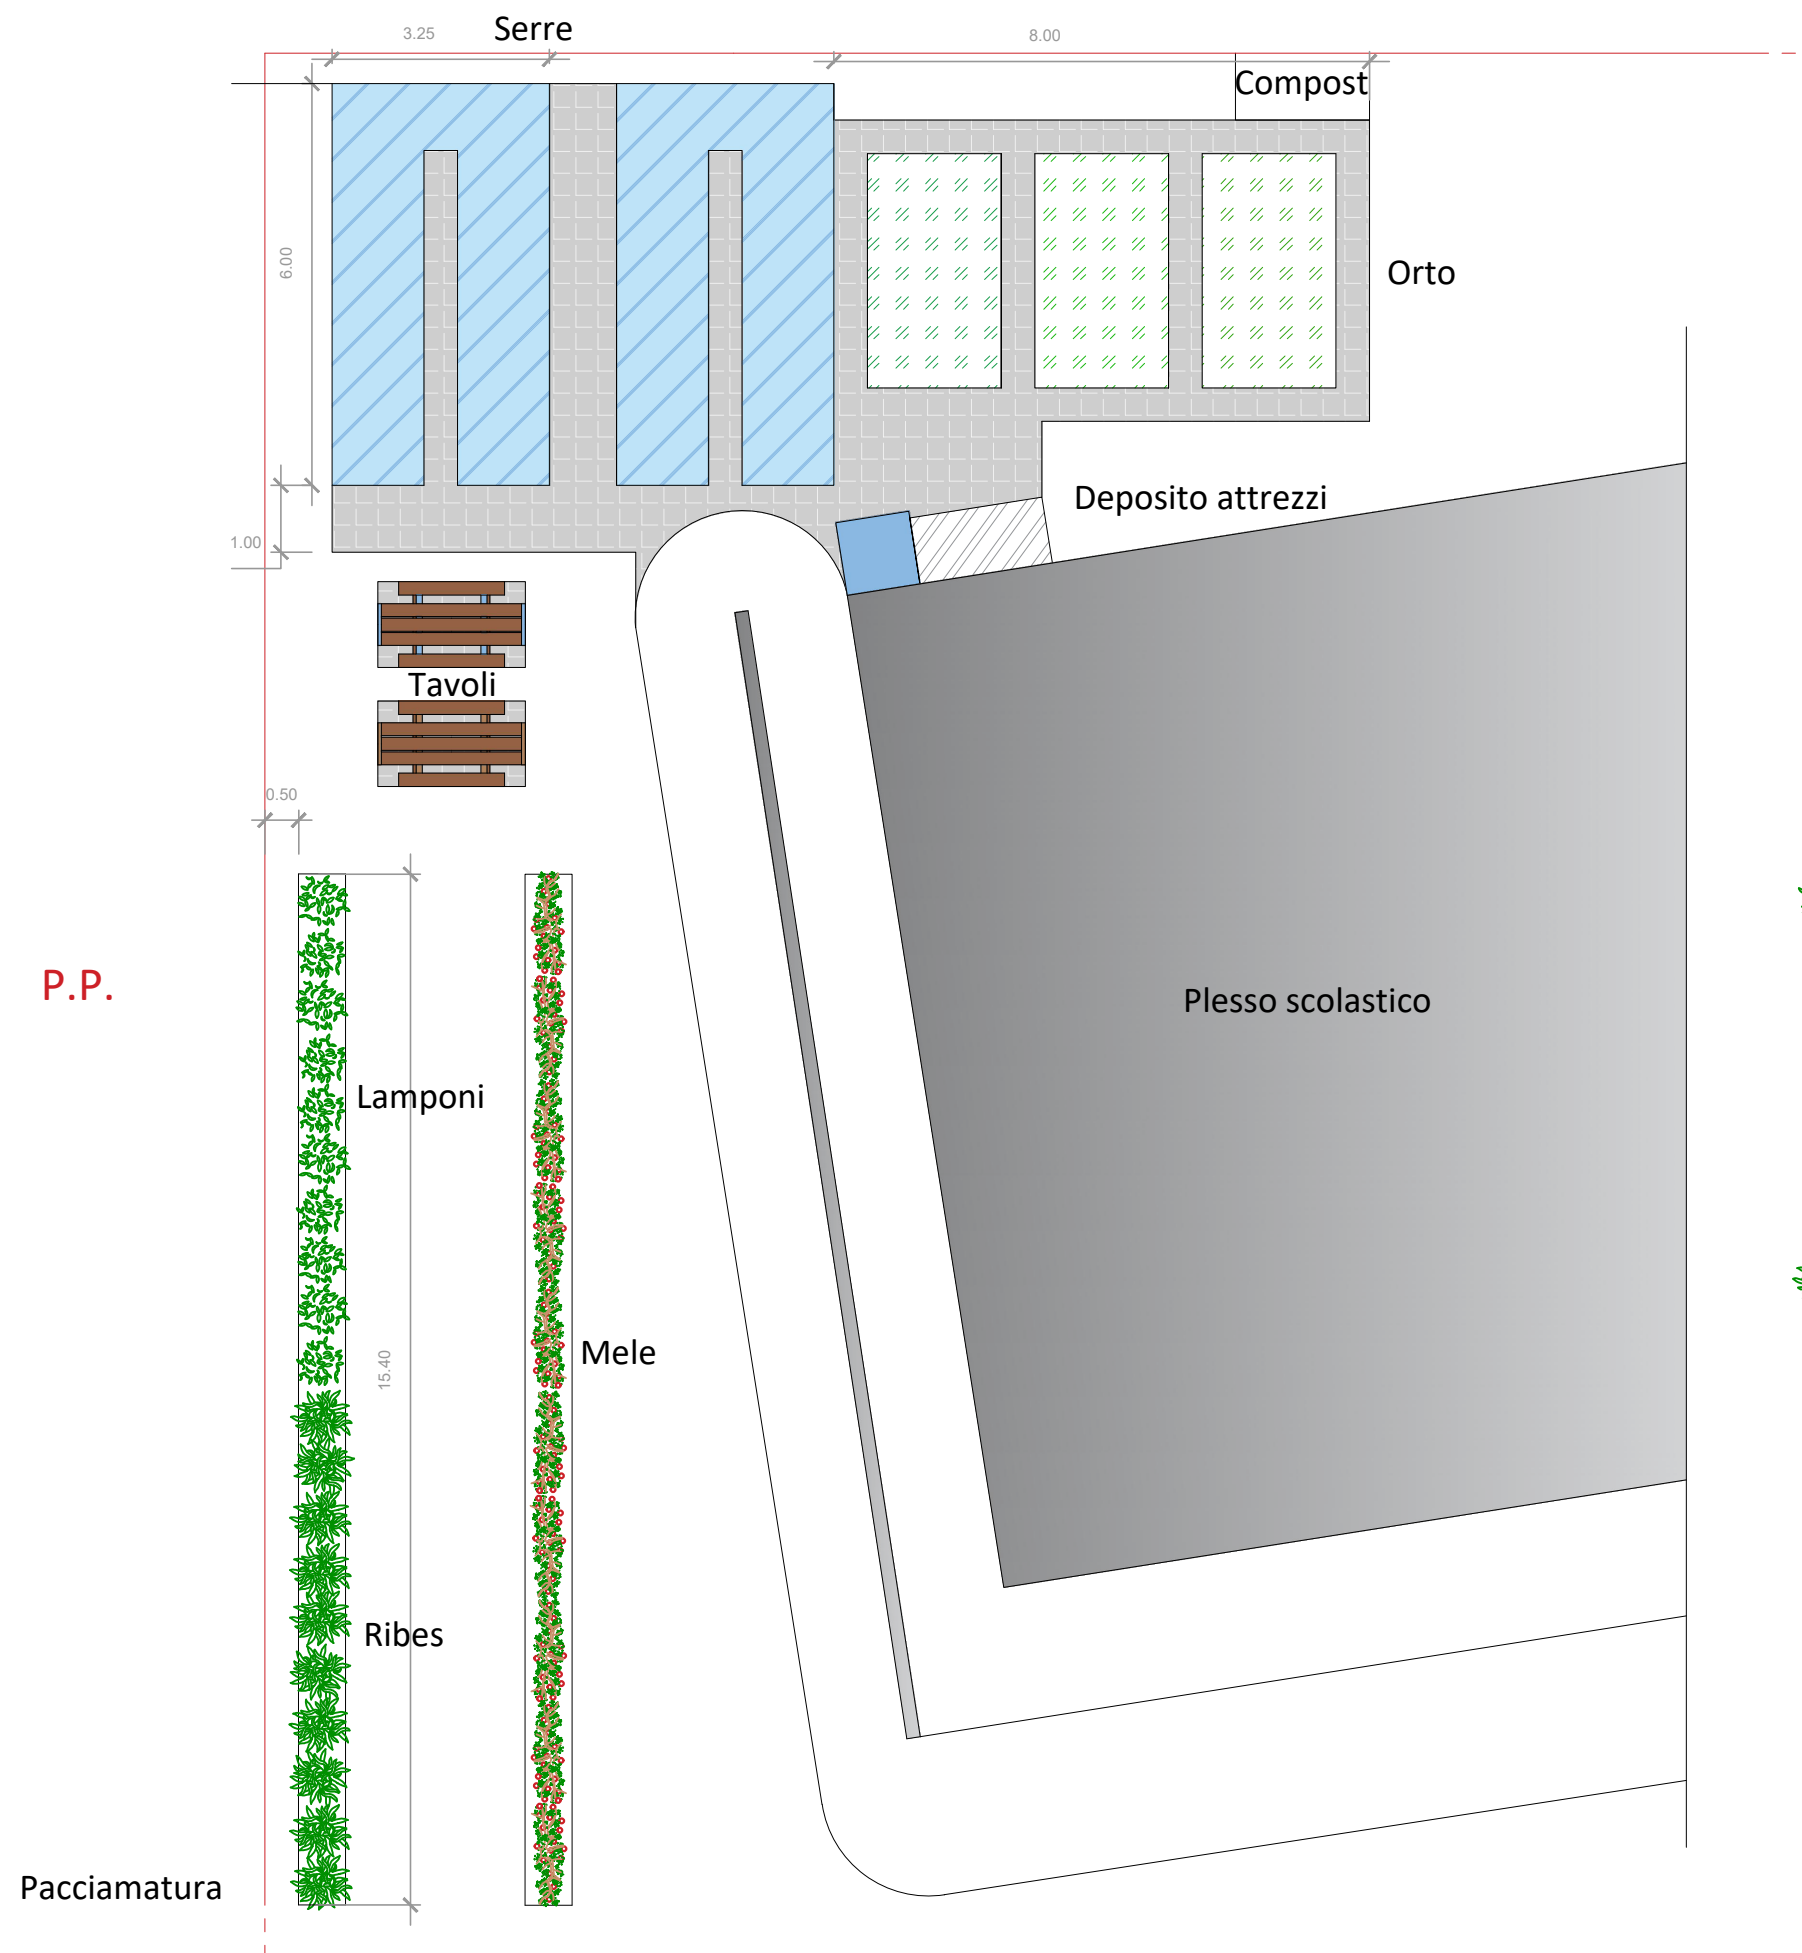 3.25
Serre
8.00
Compost
6.00
Orto
Deposito attrezzi
1.00
Tavoli
0.50
P.P.
Plesso scolastico
Lamponi
15.40
Mele
Ribes
Pacciamatura